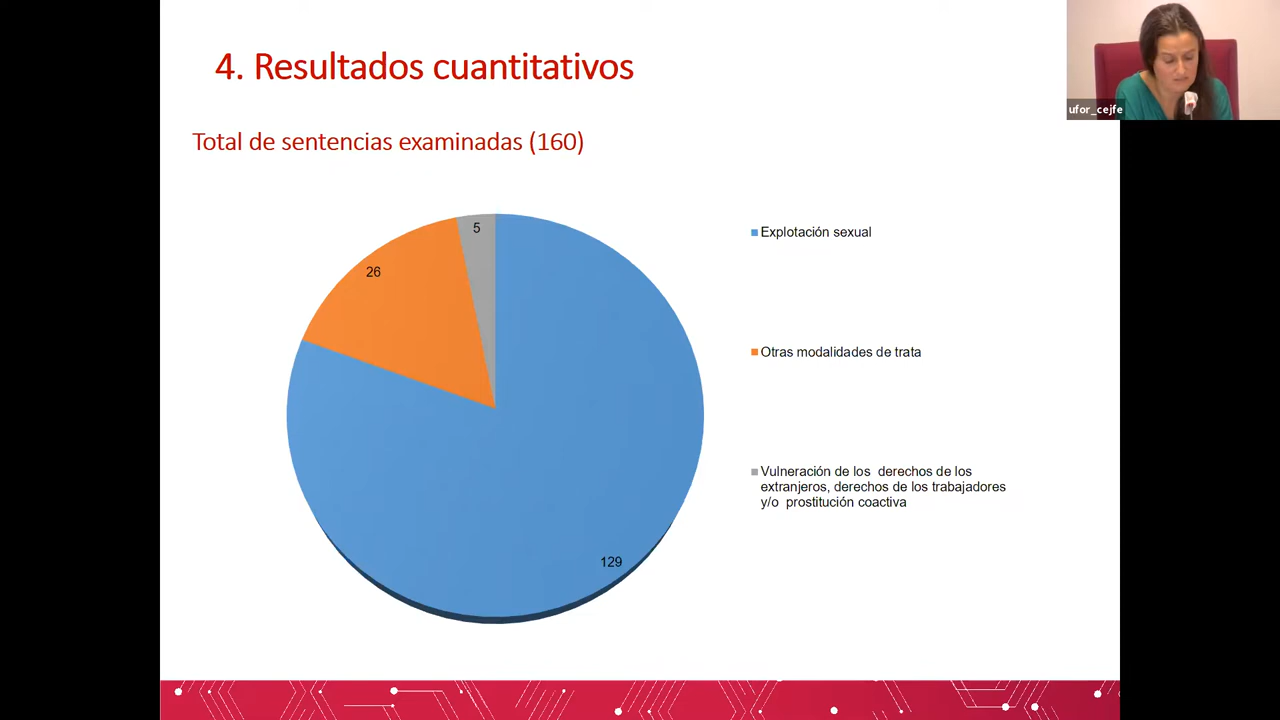 4. Resultados cuantitativos
ufor_cejfe
Total de sentencias examinadas (160)
5
26
129
Explotación sexual
Otras modalidades de trata
Vulneración de los derechos de los
extranjeros, derechos de los trabajadores
y/o prostitución coactiva